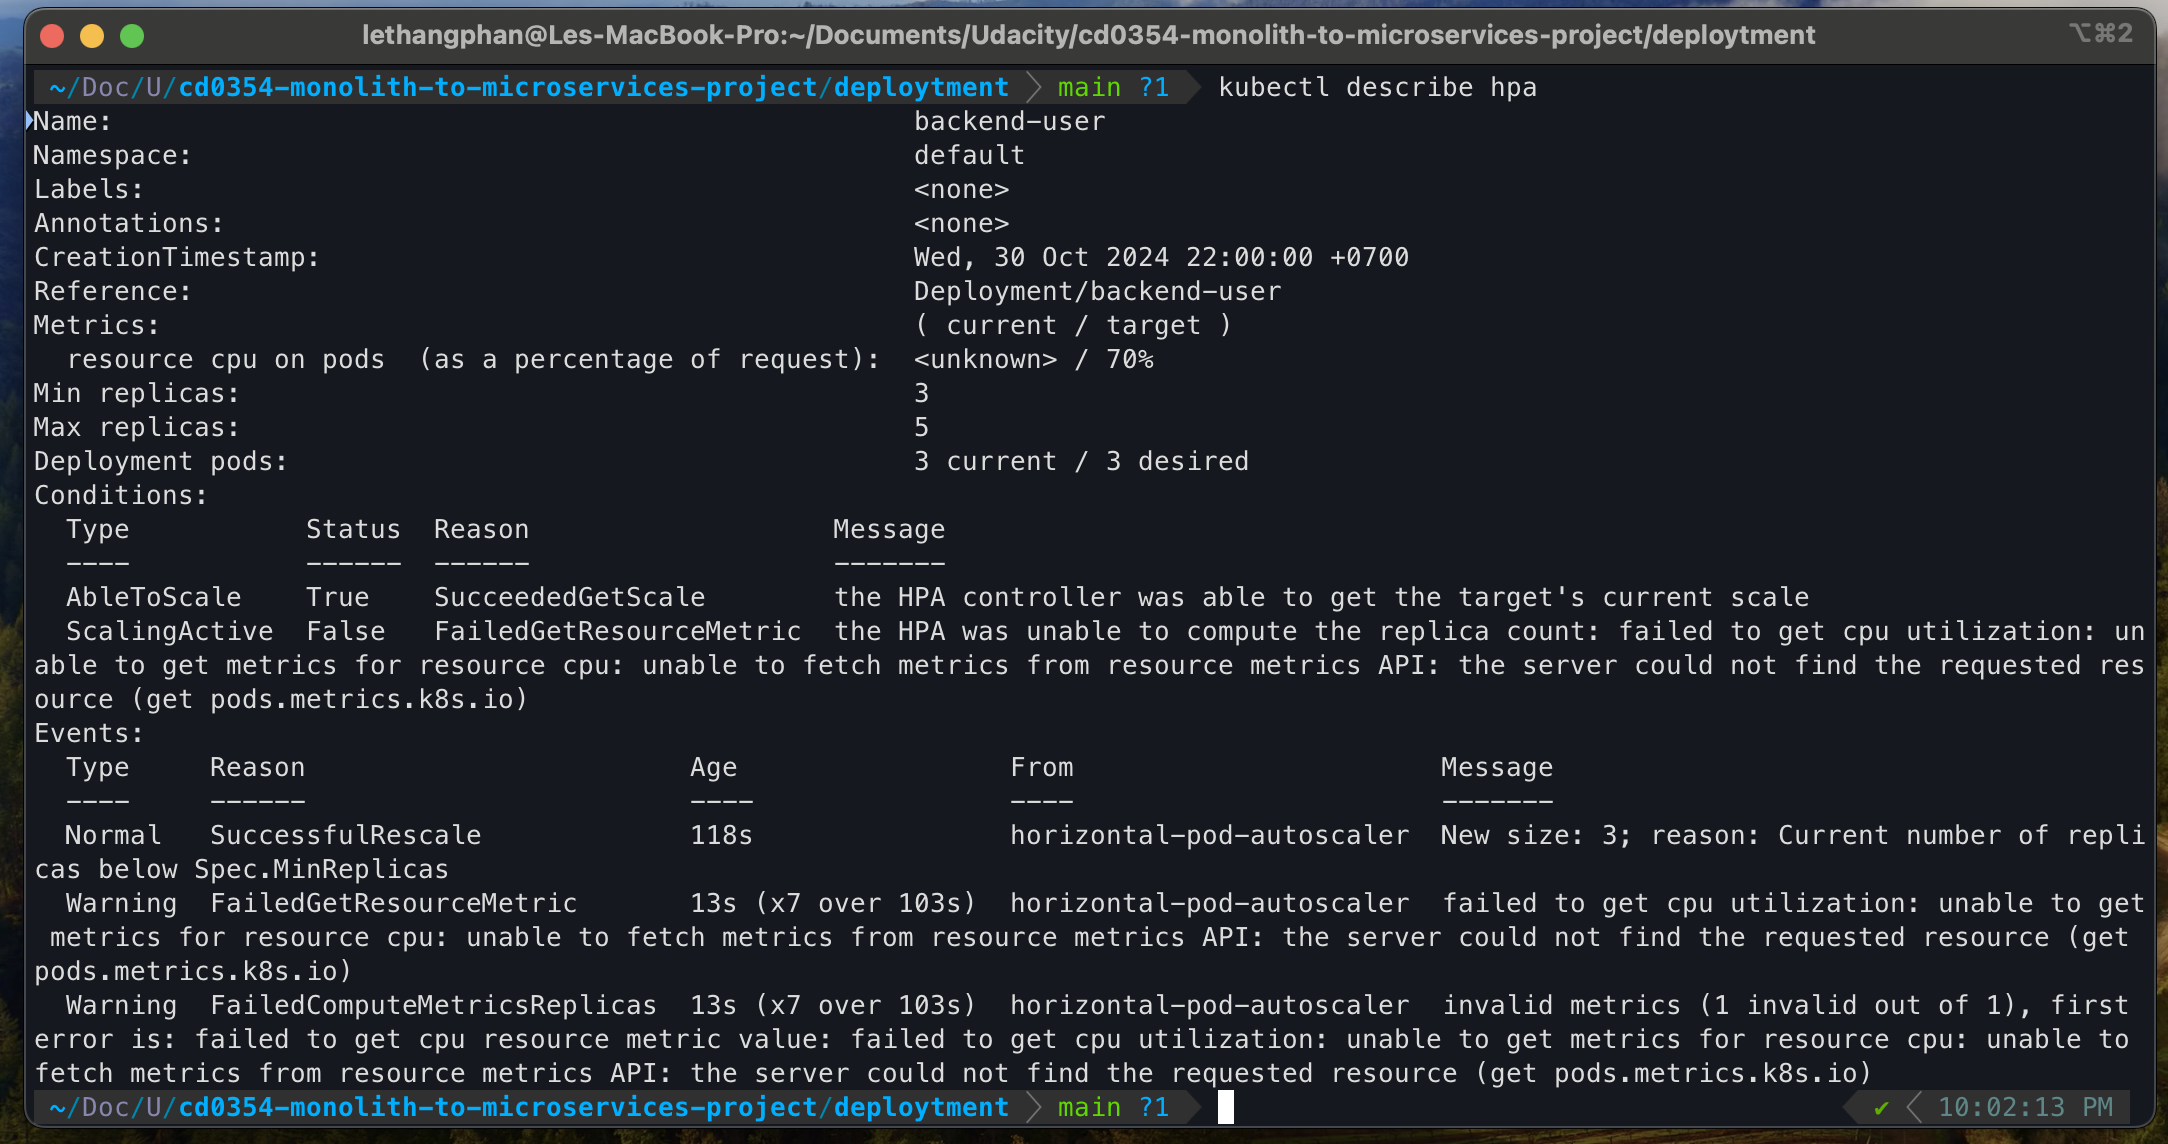 lethangphan@Les-MacBook-Pro:~/Documents/Udacity/cd0354-monolith-to-microservices-project/deploytment ⌥⌘2
~/Doc/U/cd0354-monolith-to-microservices-project/deploytment main ?1 kubectl describe hpa
Name: backend-user
Namespace: default
Labels: <none>
Annotations: <none>
CreationTimestamp: Wed, 30 Oct 2024 22:00:00 +0700
Reference: Deployment/backend-user
Metrics: ( current / target )
resource cpu on pods (as a percentage of request): <unknown> / 70%
Min replicas: 3
Max replicas: 5
Deployment pods: 3 current / 3 desired
Conditions:
Type Status Reason Message
---- ------ ------ -------
AbleToScale True SucceededGetScale the HPA controller was able to get the target's current scale
ScalingActive False FailedGetResourceMetric the HPA was unable to compute the replica count: failed to get cpu utilization: un
able to get metrics for resource cpu: unable to fetch metrics from resource metrics API: the server could not find the requested res
ource (get pods.metrics.k8s.io)
Events:
Type Reason Age From Message
---- ------ ---- ---- -------
Normal SuccessfulRescale 118s horizontal-pod-autoscaler New size: 3; reason: Current number of repli
cas below Spec.MinReplicas
Warning FailedGetResourceMetric 13s (x7 over 103s) horizontal-pod-autoscaler failed to get cpu utilization: unable to get
metrics for resource cpu: unable to fetch metrics from resource metrics API: the server could not find the requested resource (get
pods.metrics.k8s.io)
Warning FailedComputeMetricsReplicas 13s (x7 over 103s) horizontal-pod-autoscaler invalid metrics (1 invalid out of 1), first
error is: failed to get cpu resource metric value: failed to get cpu utilization: unable to get metrics for resource cpu: unable to
fetch metrics from resource metrics API: the server could not find the requested resource (get pods.metrics.k8s.io)
~/Doc/U/cd0354-monolith-to-microservices-project/deploytment main ?1 ✔ 10:02:13 PM